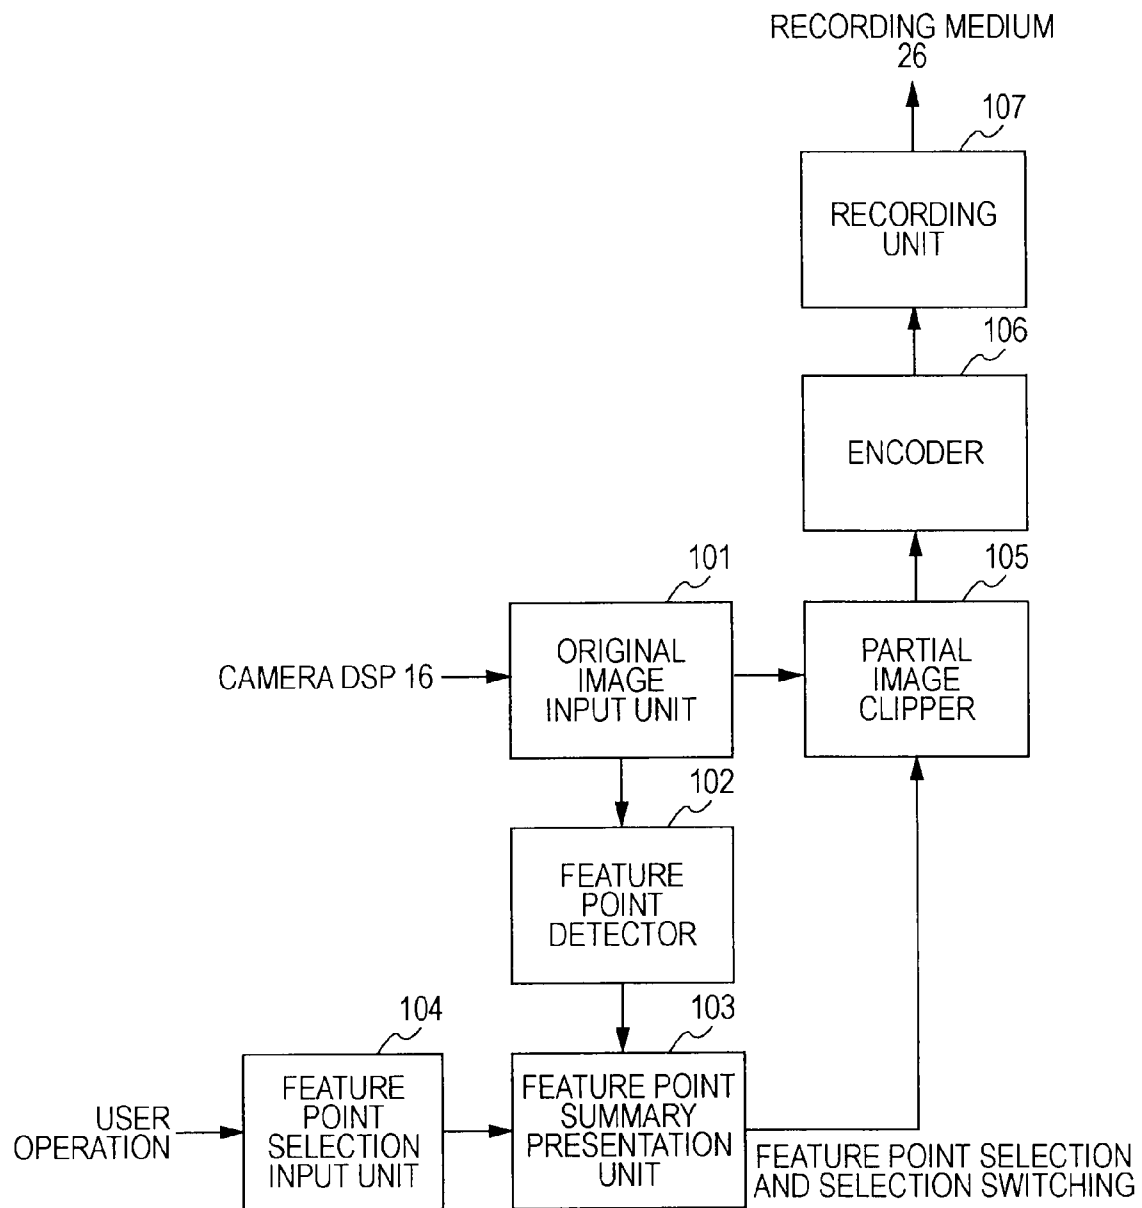 RECORDING MEDIUM
26
107
RECORDING
UNIT
106
ENCODER
101
105
CAMERA DSP 16
ORIGINAL
IMAGE
INPUT UNIT
PARTIAL
IMAGE
CLIPPER
102
FEATURE
POINT
DETECTOR
104
103
USER
OPERATION
FEATURE
POINT
SELECTION
INPUT UNIT
FEATURE POINT
SUMMARY
PRESENTATION
UNIT
FEATURE POINT SELECTION
AND SELECTION SWITCHING